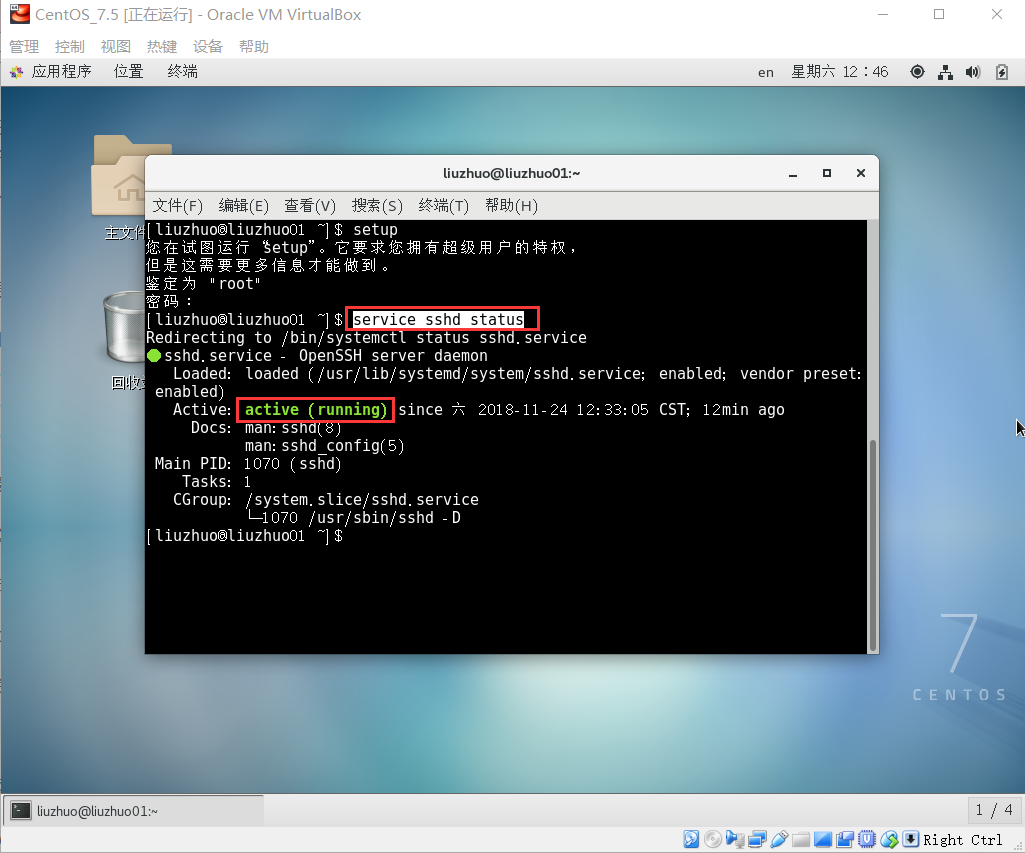 CentOS_7.5 [正在运行] - Oracle VM VirtualBox
管理 控制 视图 热键 设备 帮助
应用程序 位置 终端 en 星期六 12:46
主文件
回收
liuzhuo@liuzhuo01:~
文件(F) 编辑(E) 查看(V) 搜索(S) 终端(T) 帮助(H)
[liuzhuo@liuzhuo01 ~]$ setup
您在试图运行“setup”。它要求您拥有超级用户的特权,
但是这需要更多信息才能做到。
鉴定为 "root"
密码:
[liuzhuo@liuzhuo01 ~]$ service sshd status
Redirecting to /bin/systemctl status sshd.service
sshd.service - OpenSSH server daemon
Loaded: loaded (/usr/lib/systemd/system/sshd.service; enabled; vendor preset:
enabled)
Active: active (running) since 六 2018-11-24 12:33:05 CST; 12min ago
Docs: man:sshd(8)
man:sshd_config(5)
Main PID: 1070 (sshd)
Tasks: 1
CGroup: /system.slice/sshd.service
└─1070 /usr/sbin/sshd -D
[liuzhuo@liuzhuo01 ~]$
7
CENTOS
liuzhuo@liuzhuo01:~ 1 / 4
Right Ctrl